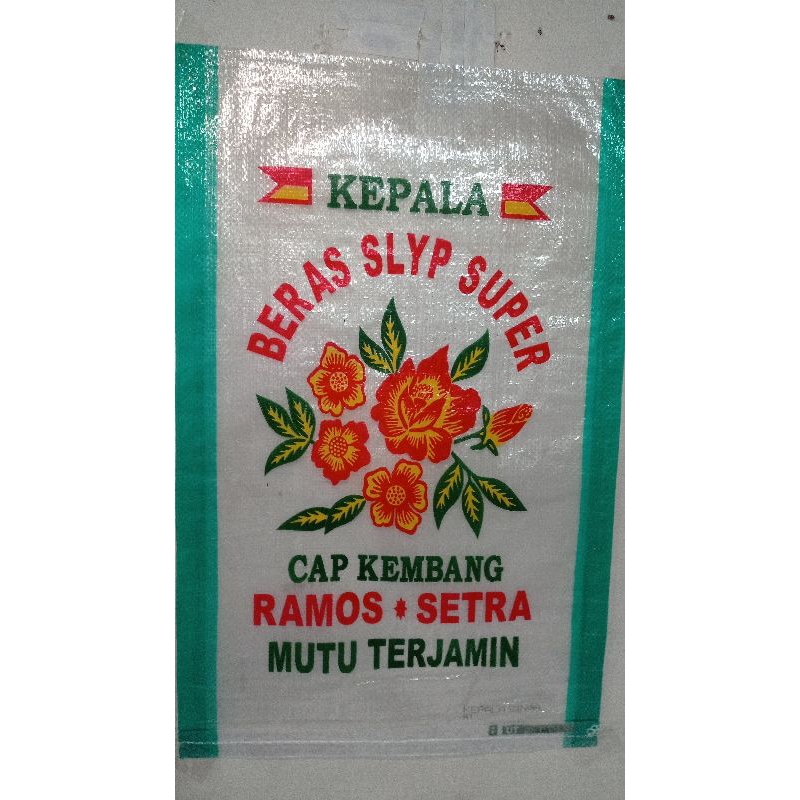 KEPALA
BERAS SLYP SUPER
CAP KEMBANG
RAMOS * SETRA
MUTU TERJAMIN